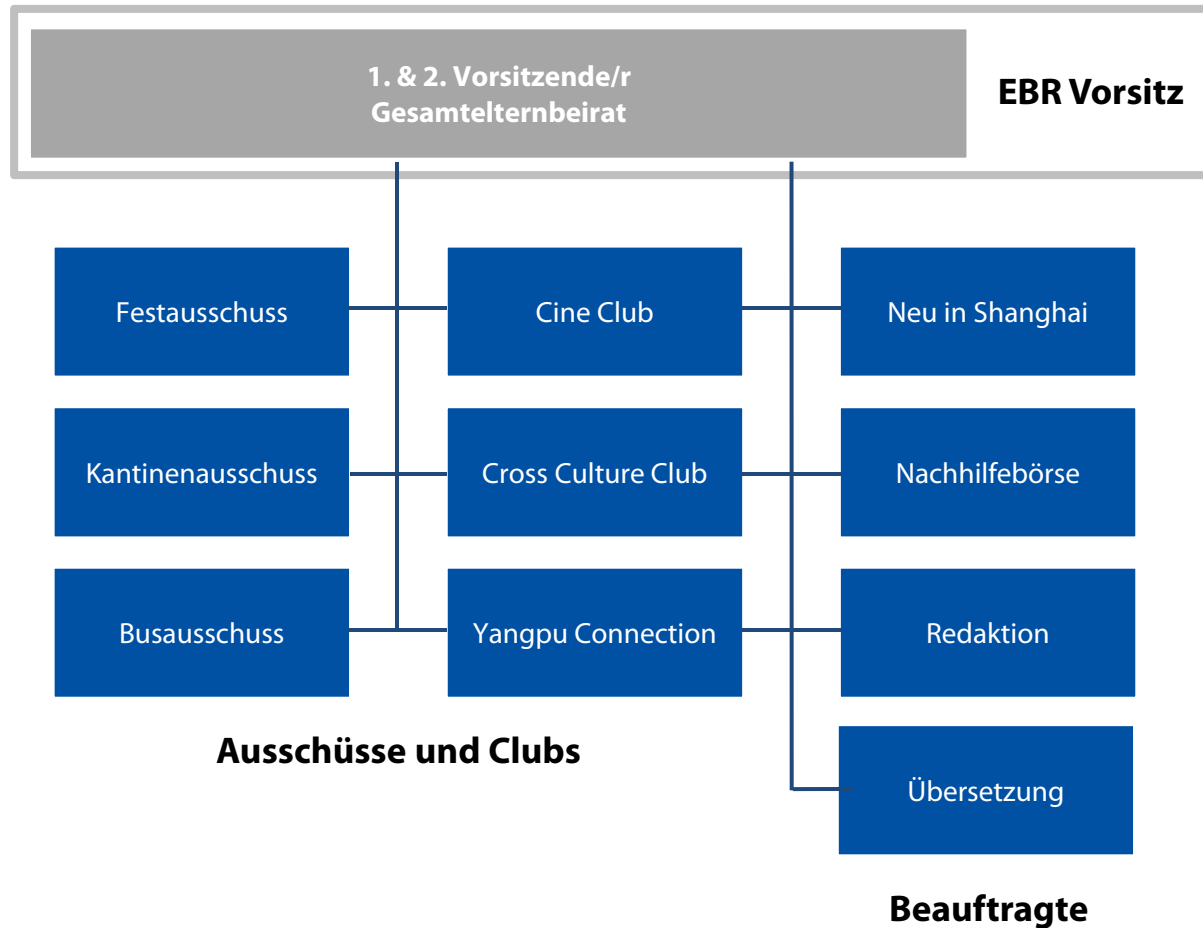 1. & 2. Vorsitzende/r
Gesamtelternbeirat
EBR Vorsitz
Festausschuss
Cine Club
Neu in Shanghai
Kantinenausschuss
Cross Culture Club
Nachhilfebörse
Busausschuss
Yangpu Connection
Redaktion
Ausschüsse und Clubs
Übersetzung
Beauftragte